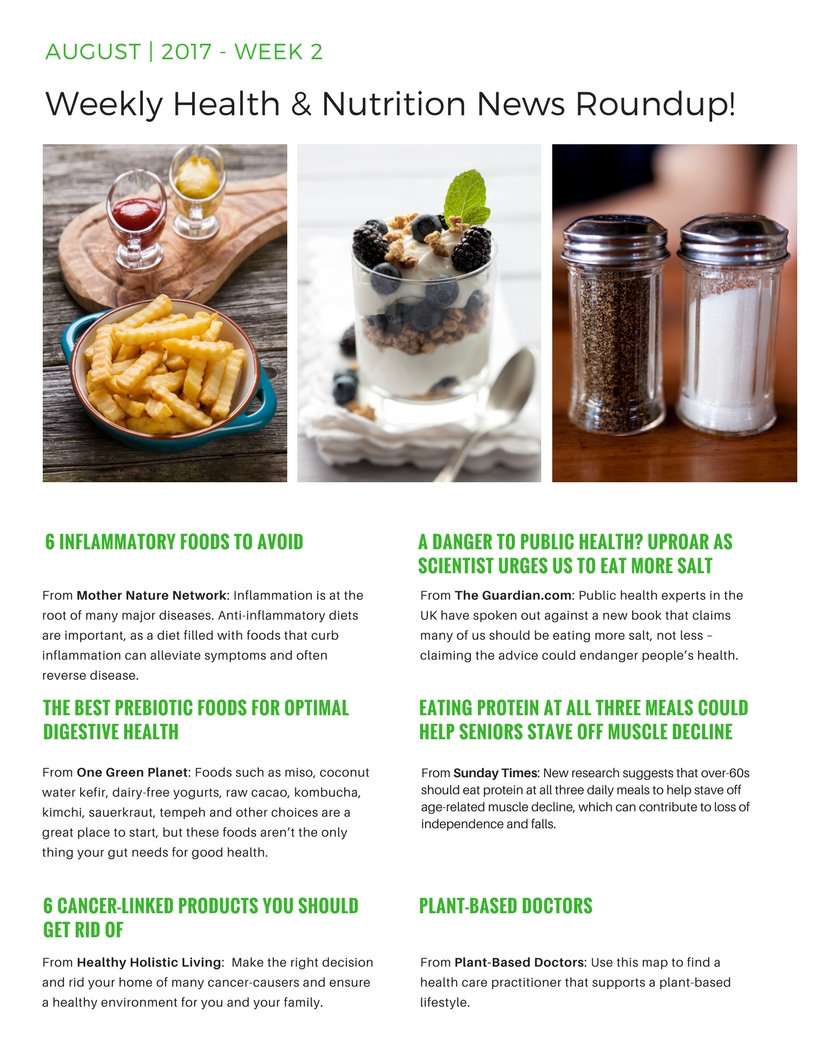 AUGUST | 2017 - WEEK 2
Weekly Health & Nutrition News Roundup!
6 INFLAMMATORY FOODS TO AVOID
From Mother Nature Network: Inflammation is at the
root of many major diseases. Anti-inflammatory diets
are important, as a diet filled with foods that curb
inflammation can alleviate symptoms and often
reverse disease.
A DANGER TO PUBLIC HEALTH? UPROAR AS
SCIENTIST URGES US TO EAT MORE SALT
From The Guardian.com: Public health experts in the
UK have spoken out against a new book that claims
many of us should be eating more salt, not less –
claiming the advice could endanger people’s health.
THE BEST PREBIOTIC FOODS FOR OPTIMAL
DIGESTIVE HEALTH
From One Green Planet: Foods such as miso, coconut
water kefir, dairy-free yogurts, raw cacao, kombucha,
kimchi, sauerkraut, tempeh and other choices are a
great place to start, but these foods aren’t the only
thing your gut needs for good health.
EATING PROTEIN AT ALL THREE MEALS COULD
HELP SENIORS STAVE OFF MUSCLE DECLINE
From Sunday Times: New research suggests that over-60s
should eat protein at all three daily meals to help stave off
age-related muscle decline, which can contribute to loss of
independence and falls.
6 CANCER-LINKED PRODUCTS YOU SHOULD
GET RID OF
From Healthy Holistic Living: Make the right decision
and rid your home of many cancer-causers and ensure
a healthy environment for you and your family.
PLANT-BASED DOCTORS
From Plant-Based Doctors: Use this map to find a
health care practitioner that supports a plant-based
lifestyle.